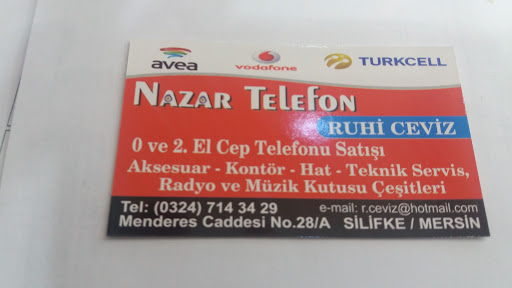 avea vodafone TURKCELL
NAZAR TELEFON
RUHİ CEVİZ
0 ve 2. El Cep Telefonu Satışı
Aksesuar - Kontör - Hat - Teknik Servis,
Radyo ve Müzik Kutusu Çeşitleri
Tel: (0324) 714 34 29 e-mail: r.ceviz@hotmail.com
Menderes Caddesi No.28/A SİLİFKE / MERSİN